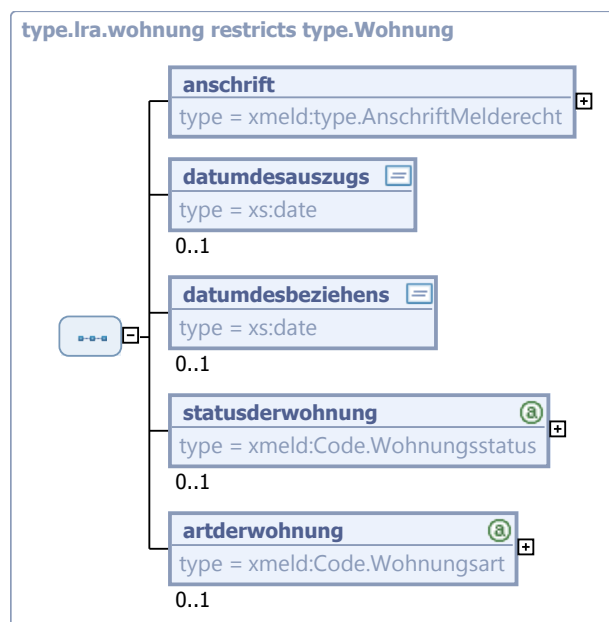 type.lra.wohnung restricts type.Wohnung
anschrift
type = xmeld:type.AnschriftMelderecht
datumdesauszugs
type = xs:date
0..1
datumdesbeziehens
type = xs:date
0..1
statusderwohnung
type = xmeld:Code.Wohnungsstatus
0..1
artderwohnung
type = xmeld:Code.Wohnungsart
0..1